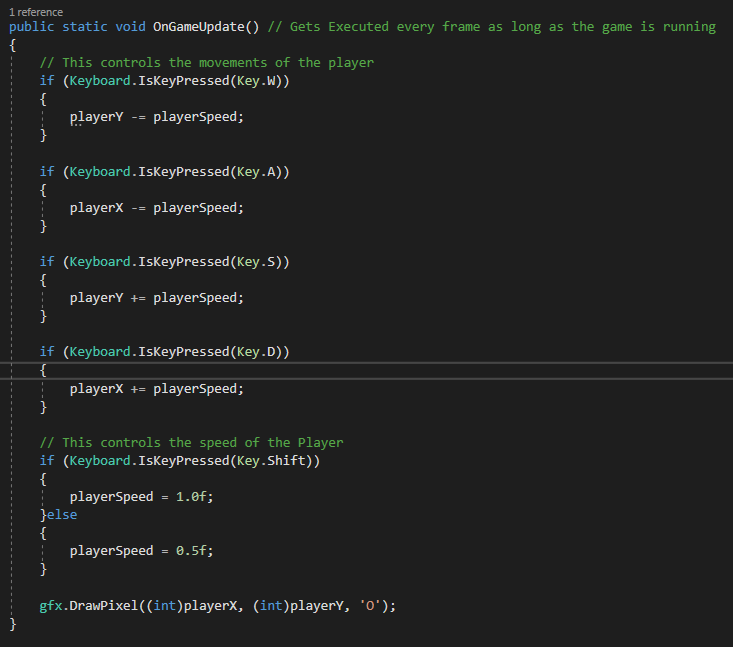 1 reference
public static void OnGameUpdate() // Gets Executed every frame as long as the game is running
{
    // This controls the movements of the player
    if (Keyboard.IsKeyPressed(Key.W))
    {
        playerY -= playerSpeed;
    }

    if (Keyboard.IsKeyPressed(Key.A))
    {
        playerX -= playerSpeed;
    }

    if (Keyboard.IsKeyPressed(Key.S))
    {
        playerY += playerSpeed;
    }

    if (Keyboard.IsKeyPressed(Key.D))
    {
        playerX += playerSpeed;
    }

    // This controls the speed of the Player
    if (Keyboard.IsKeyPressed(Key.Shift))
    {
        playerSpeed = 1.0f;
    }else
    {
        playerSpeed = 0.5f;
    }

    gfx.DrawPixel((int)playerX, (int)playerY, 'O');
}